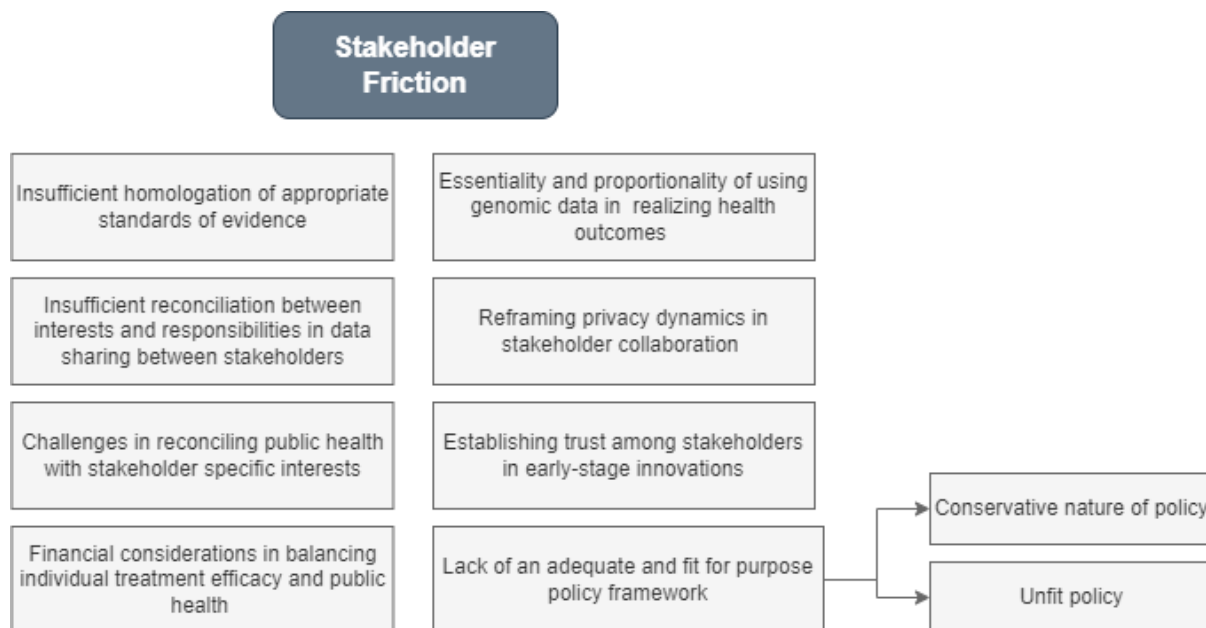 Stakeholder
Friction
Insufficient homologation of appropriate
standards of evidence
Essentiality and proportionality of using
genomic data in  realizing health
outcomes
Insufficient reconciliation between
interests and responsibilities in data
sharing between stakeholders
Reframing privacy dynamics in
stakeholder collaboration
Challenges in reconciling public health
with stakeholder specific interests
Establishing trust among stakeholders
in early-stage innovations
Financial considerations in balancing
individual treatment efficacy and public
health
Lack of an adequate and fit for purpose
policy framework
Conservative nature of policy
Unfit policy